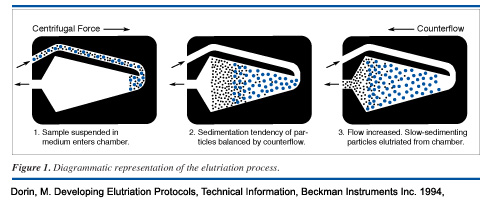 Centrifugal Force
Counterflow
1. Sample suspended in
medium enters chamber.
2. Sedimentation tendency of par-
ticles balanced by counterflow.
3. Flow increased. Slow-sedimenting
particles elutriated from chamber.
Figure 1. Diagrammatic representation of the elutriation process.
Dorin, M. Developing Elutriation Protocols, Technical Information, Beckman Instruments Inc. 1994,